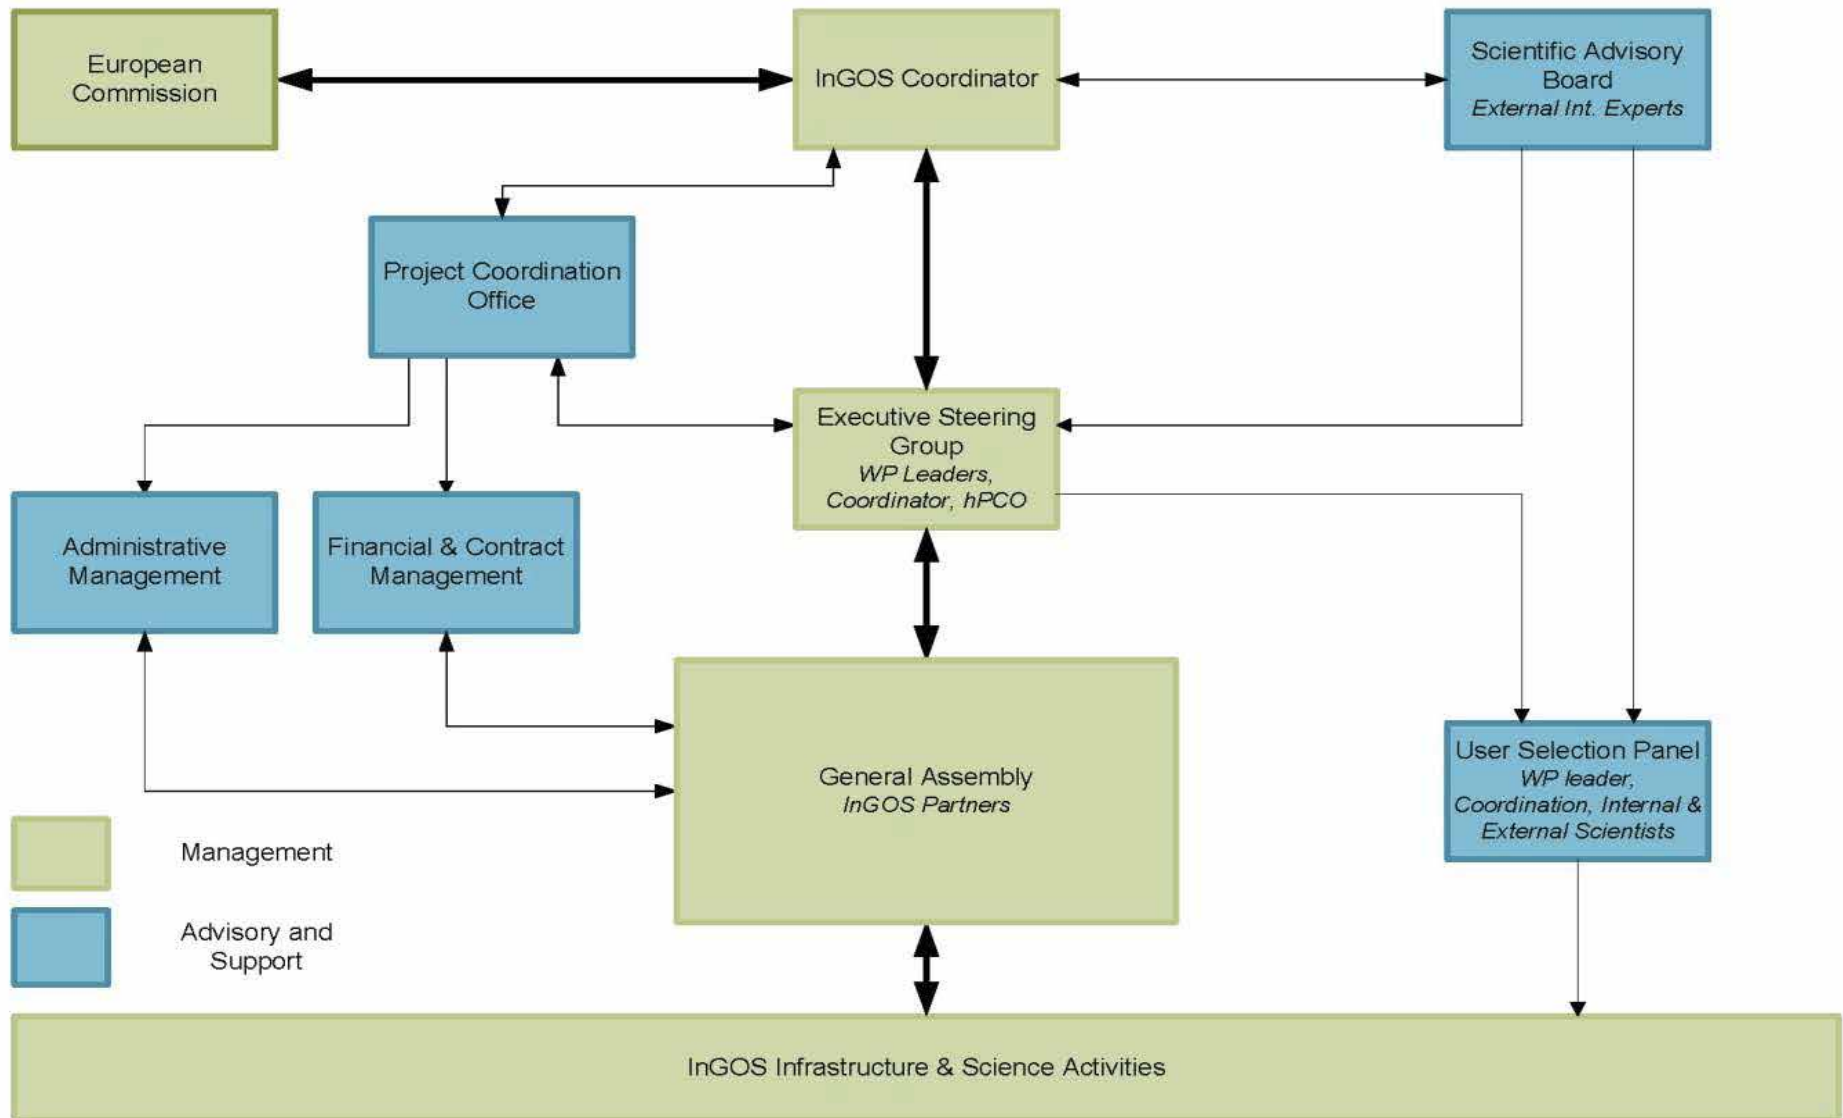 European
Commission
InGOS Coordinator
Scientific Advisory
Board
External Int. Experts
Project Coordination
Office
Executive Steering
Group
WP Leaders,
Coordinator, hPCO
Administrative
Management
Financial & Contract
Management
General Assembly
InGOS Partners
User Selection Panel
WP leader,
Coordination, Internal &
External Scientists
Management
Advisory and
Support
InGOS Infrastructure & Science Activities